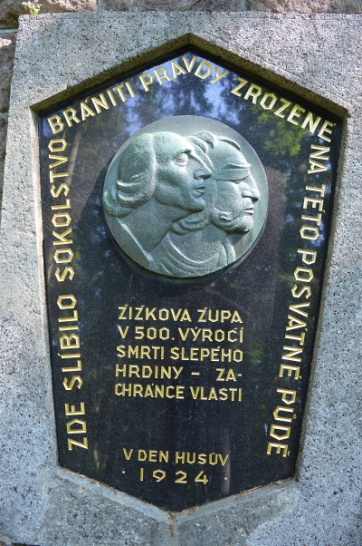 ZDE SLÍBILO SOKOLSTVO BRÁNITI PRAVDY ZROZENÉ NA TÉTO POSVÁTNÉ PŮDĚ
ŽIŽKOVA ŽUPA
V 500. VÝROČÍ
SMRTI SLEPÉHO
HRDINY – ZA-
CHRÁNCE VLASTI
V DEN HUSŮV
· 1924 ·